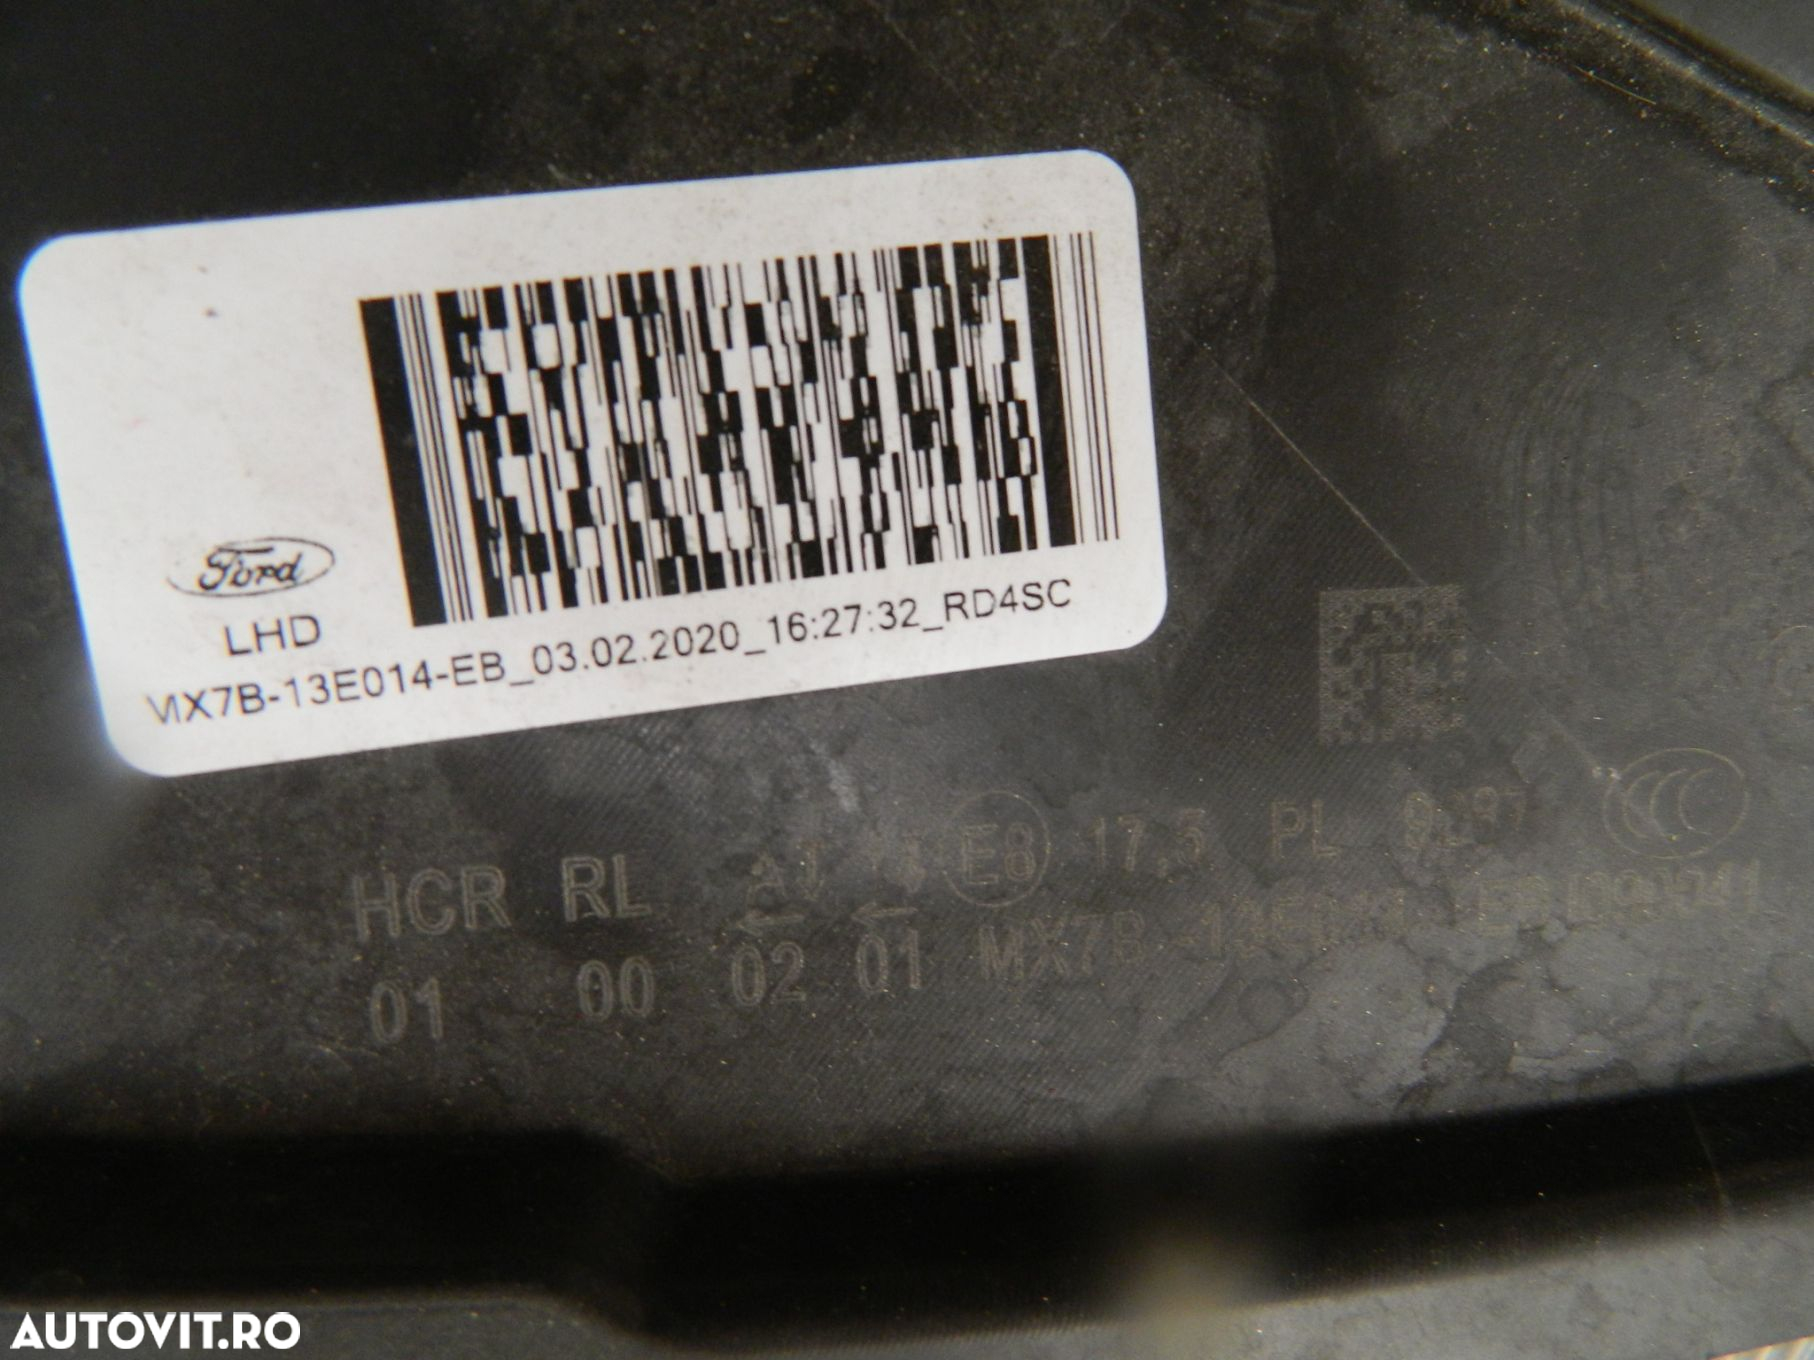 Ford
LHD
MX7B-13E014-EB_03.02.2020_16:27:32_RD4SC
HCR RL E8 17,5 PL CCC
01 00 02 01 MX7B
AUTOVIT.RO